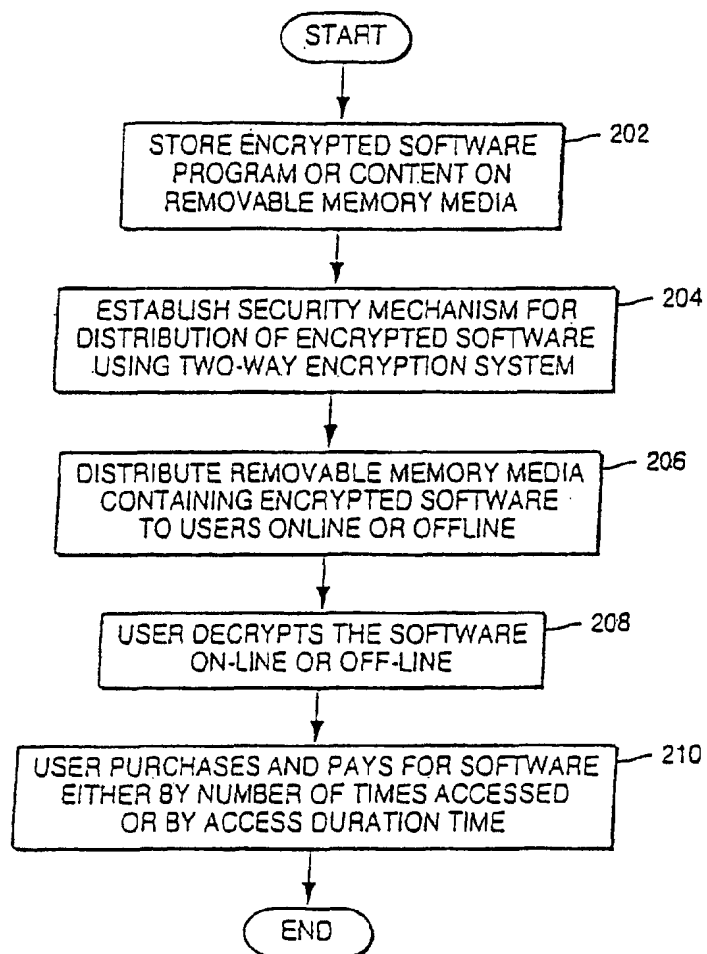 START
STORE ENCRYPTED SOFTWARE
PROGRAM OR CONTENT ON
REMOVABLE MEMORY MEDIA
202
ESTABLISH SECURITY MECHANISM FOR
DISTRIBUTION OF ENCRYPTED SOFTWARE
USING TWO-WAY ENCRYPTION SYSTEM
204
DISTRIBUTE REMOVABLE MEMORY MEDIA
CONTAINING ENCRYPTED SOFTWARE
TO USERS ONLINE OR OFFLINE
206
USER DECRYPTS THE SOFTWARE
ON-LINE OR OFF-LINE
208
USER PURCHASES AND PAYS FOR SOFTWARE
EITHER BY NUMBER OF TIMES ACCESSED
OR BY ACCESS DURATION TIME
210
END